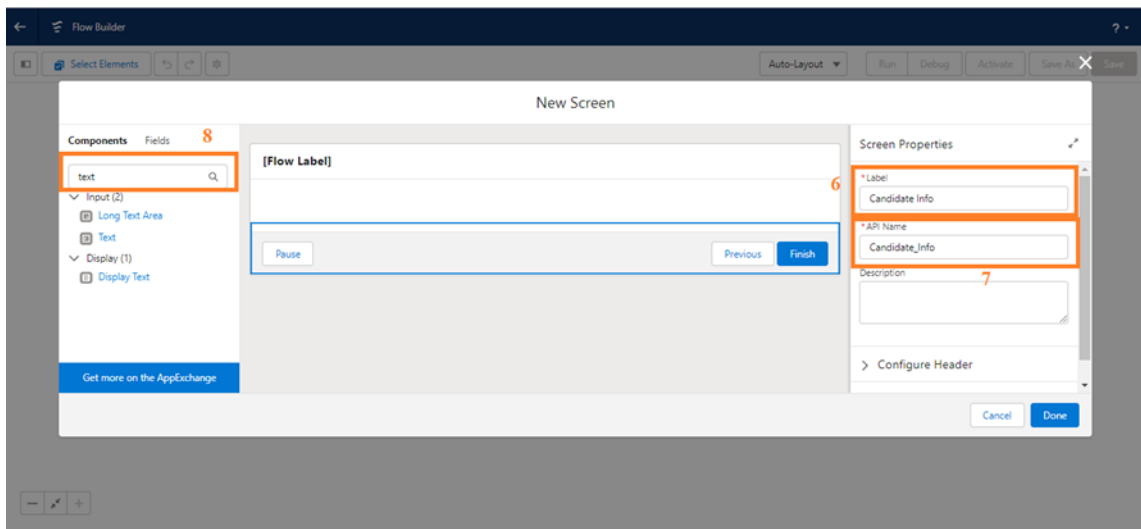 Flow Builder
?
Select Elements
Auto-Layout
Run
Debug
Activate
Save As
Save
New Screen
Components
Fields
8
text
Input (2)
Long Text Area
Text
Display (1)
Display Text
Get more on the AppExchange
[Flow Label]
Pause
Previous
Finish
Screen Properties
6
*Label
Candidate Info
*API Name
Candidate_Info
7
Description
Configure Header
Cancel
Done